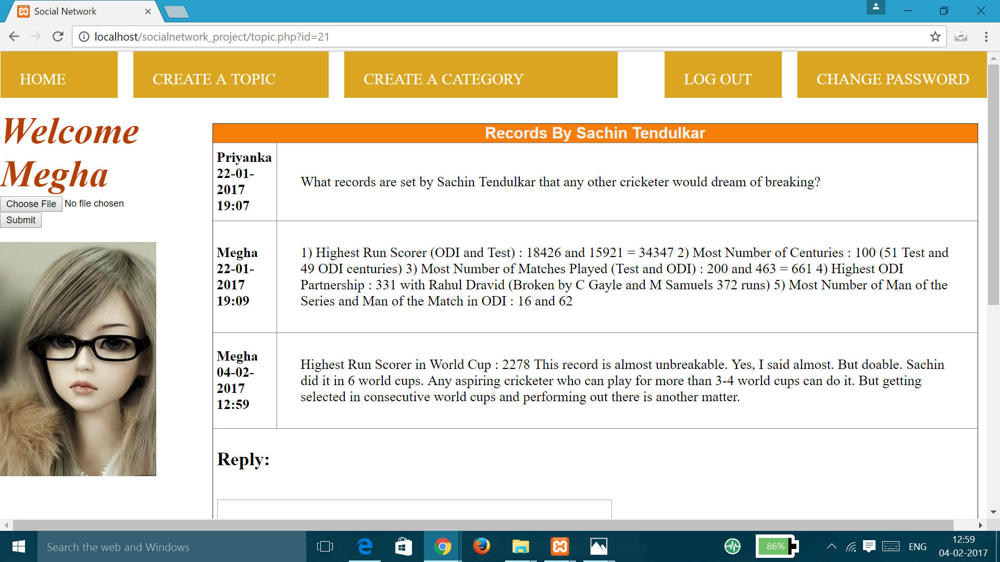 Social Network
localhost/socialnetwork_project/topic.php?id=21
HOME
CREATE A TOPIC
CREATE A CATEGORY
LOG OUT
CHANGE PASSWORD
Welcome
Megha
Choose File No file chosen
Submit
Records By Sachin Tendulkar
Priyanka
22-01-
2017
19:07
What records are set by Sachin Tendulkar that any other cricketer would dream of breaking?
Megha
22-01-
2017
19:09
1) Highest Run Scorer (ODI and Test) : 18426 and 15921 = 34347 2) Most Number of Centuries : 100 (51 Test and
49 ODI centuries) 3) Most Number of Matches Played (Test and ODI) : 200 and 463 = 661 4) Highest ODI
Partnership : 331 with Rahul Dravid (Broken by C Gayle and M Samuels 372 runs) 5) Most Number of Man of the
Series and Man of the Match in ODI : 16 and 62
Megha
04-02-
2017
12:59
Highest Run Scorer in World Cup : 2278 This record is almost unbreakable. Yes, I said almost. But doable. Sachin
did it in 6 world cups. Any aspiring cricketer who can play for more than 3-4 world cups can do it. But getting
selected in consecutive world cups and performing out there is another matter.
Reply:
Search the web and Windows
86%
ENG
12:59
04-02-2017